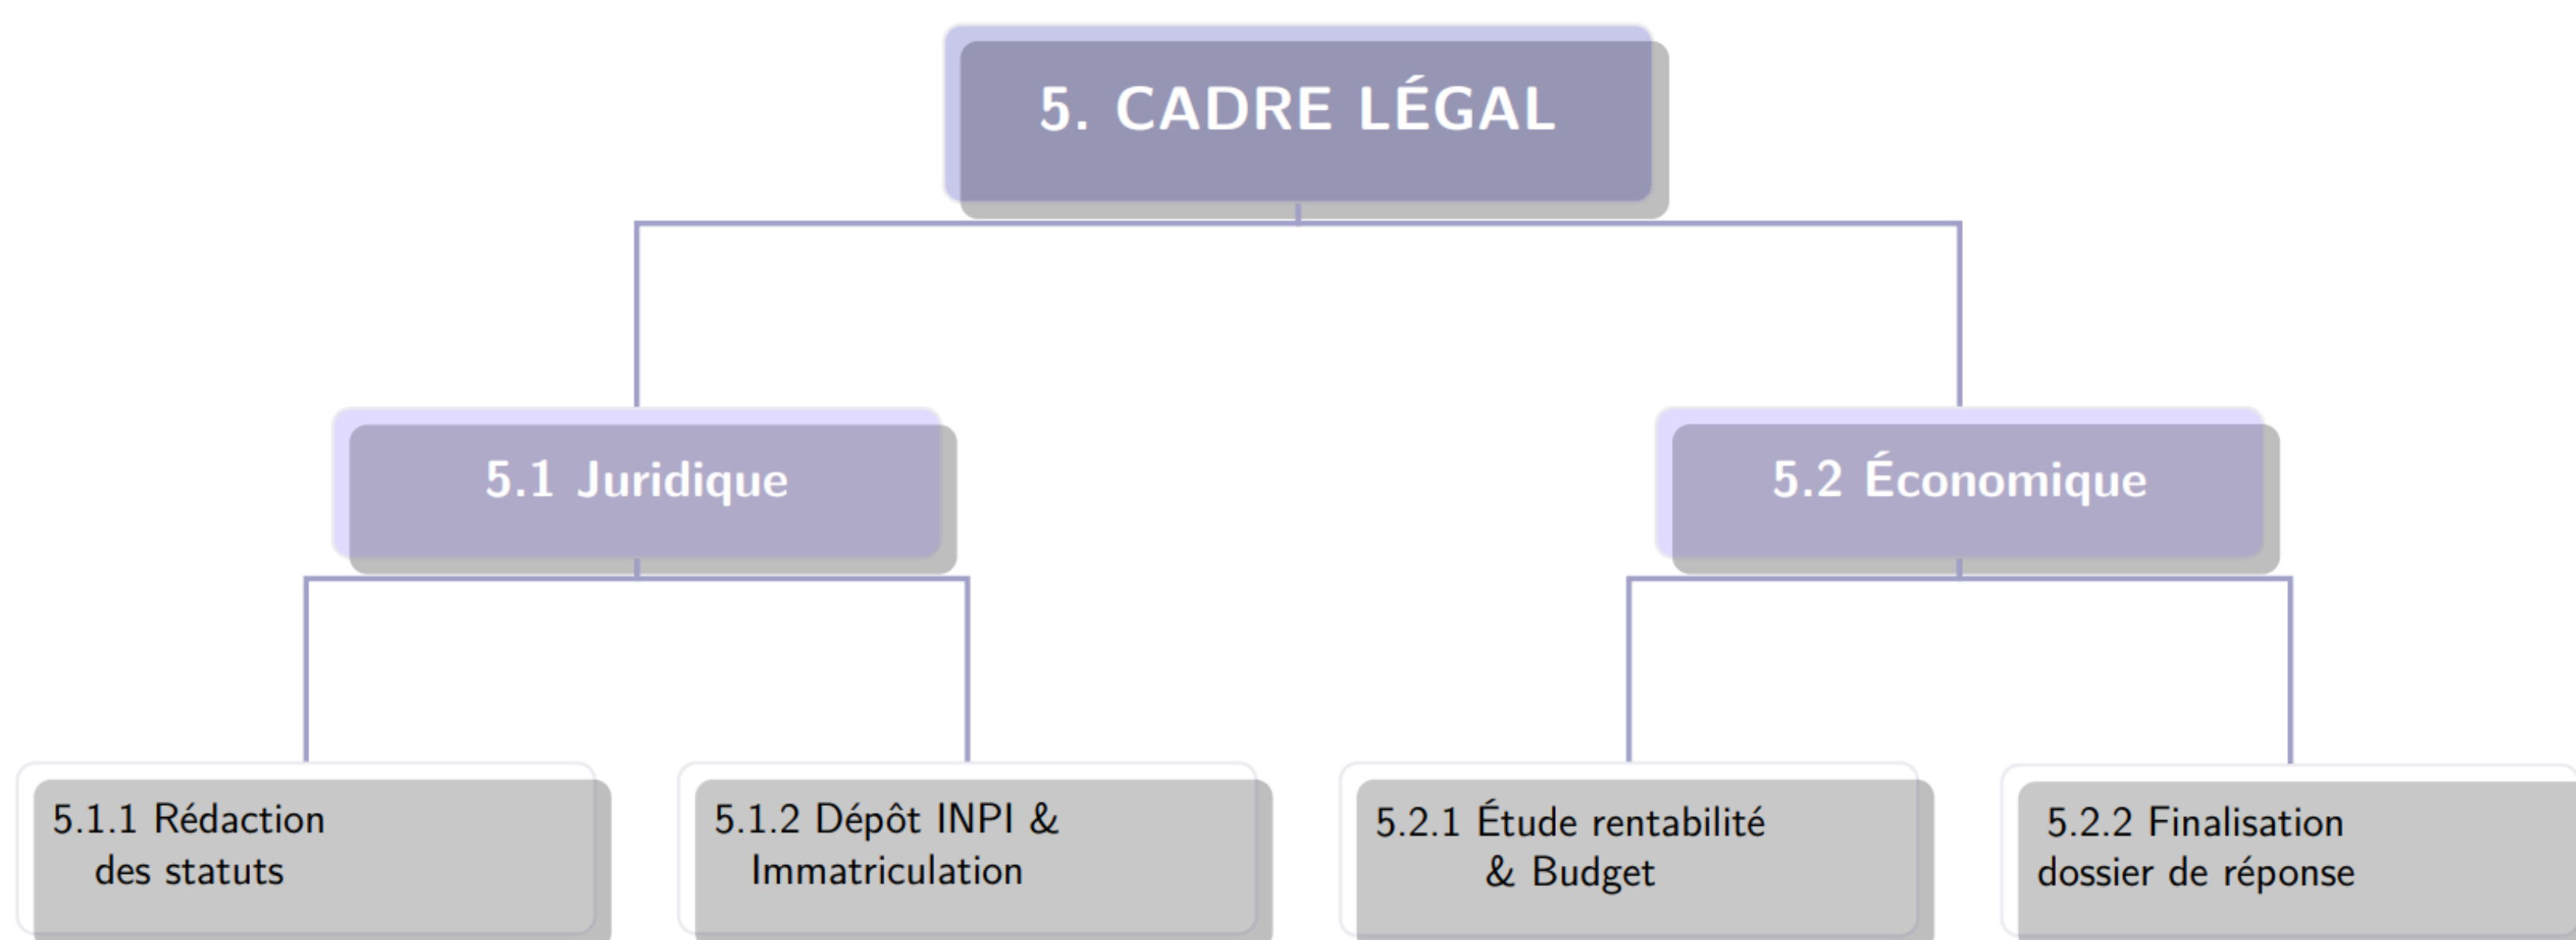 5. CADRE LÉGAL
5.1 Juridique
5.2 Économique
5.1.1 Rédaction
des statuts
5.1.2 Dépôt INPI &
Immatriculation
5.2.1 Étude rentabilité
& Budget
5.2.2 Finalisation
dossier de réponse